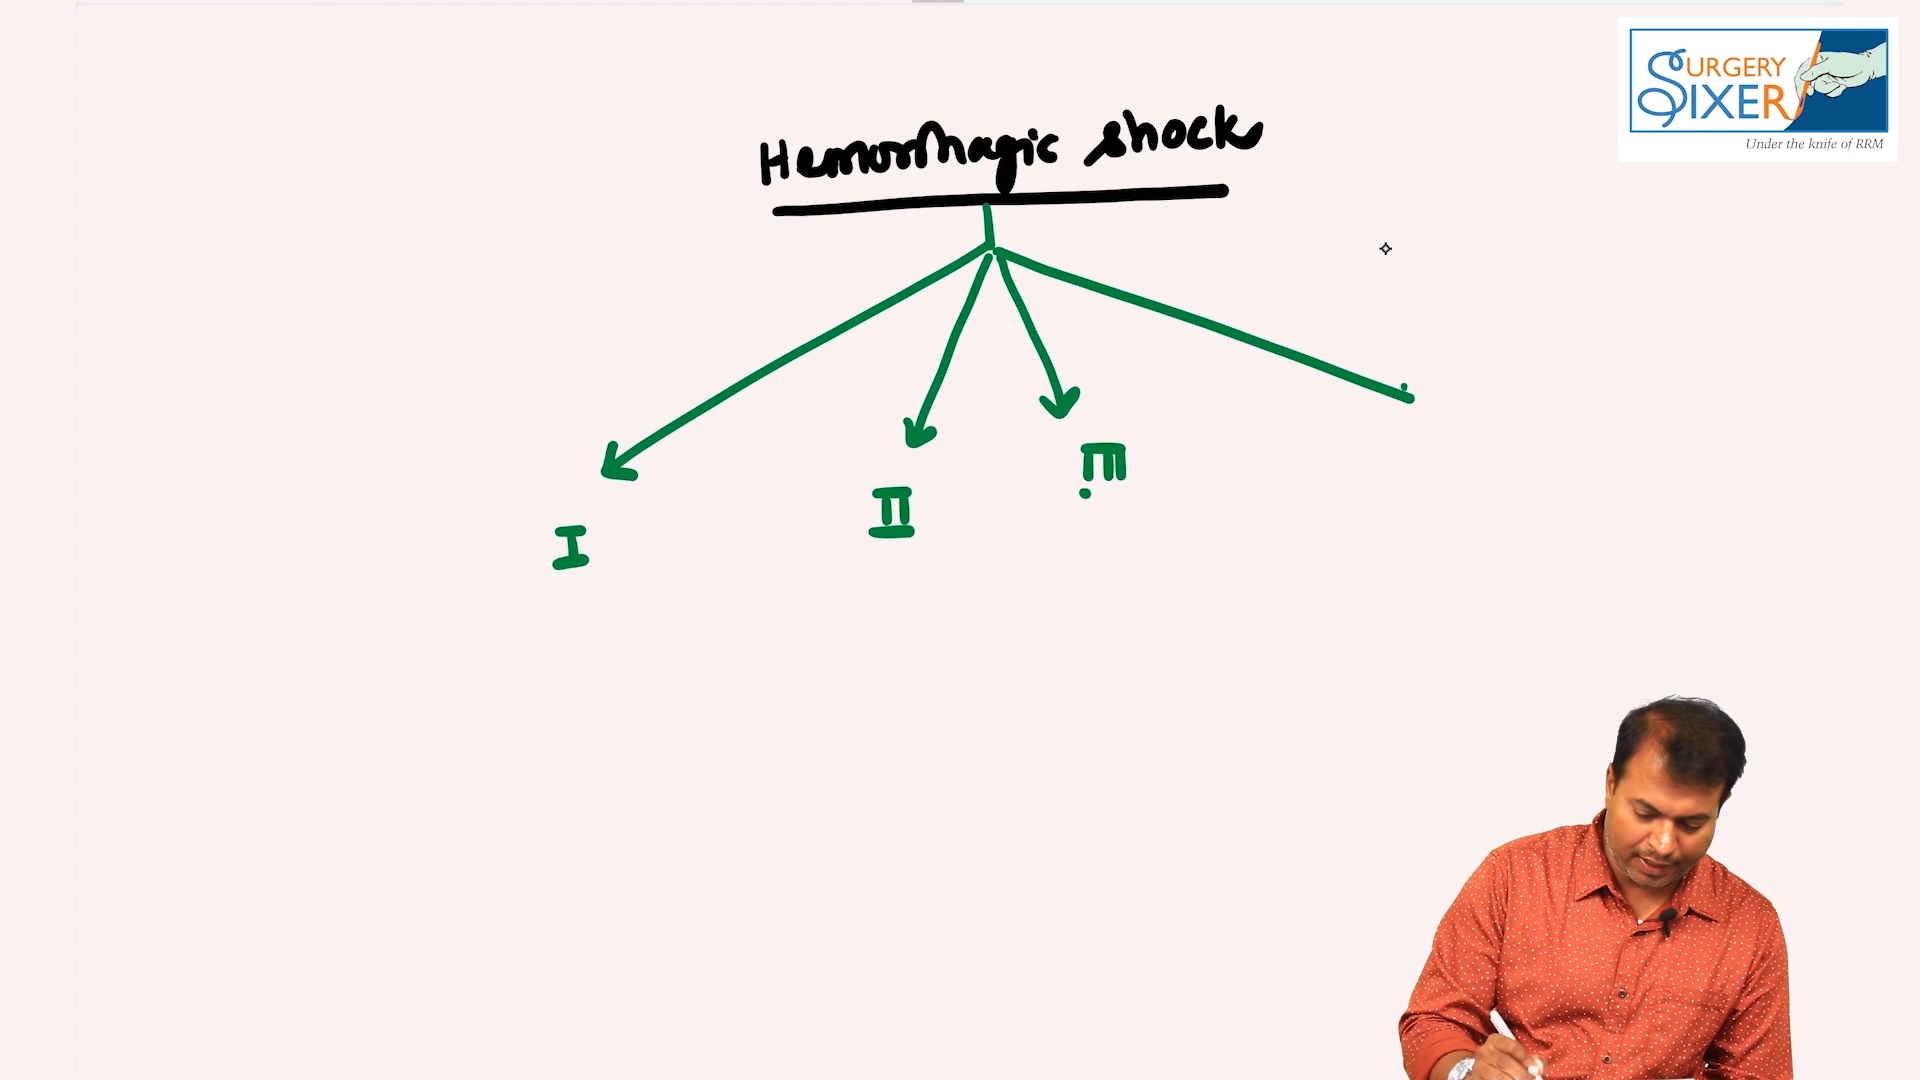 SURGERY
SIXER
Under the knife of RRM
Hemorrhagic shock
I
II
III